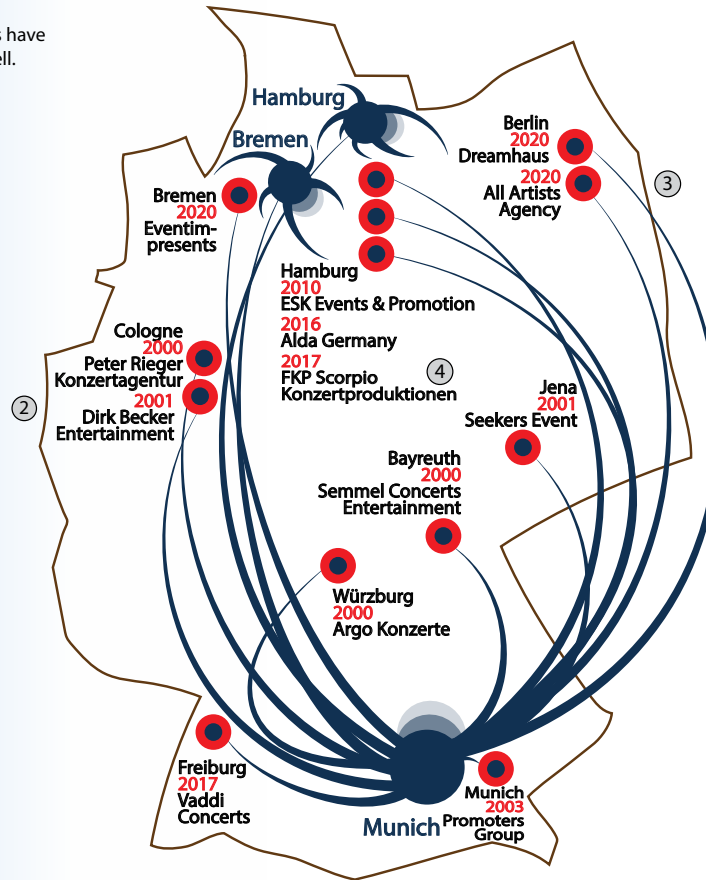 s have
ell.
Hamburg
Bremen
Berlin
2020
Dreamhaus
2020
All Artists
Agency
3
Bremen
2020
Eventim-
presents
Hamburg
2010
ESK Events & Promotion
2016
Alda Germany
2017
FKP Scorpio
Konzertproduktionen
4
Cologne
2000
Peter Rieger
Konzertagentur
2001
Dirk Becker
Entertainment
2
Jena
2001
Seekers Event
Bayreuth
2000
Semmel Concerts
Entertainment
Würzburg
2000
Argo Konzerte
Freiburg
2017
Vaddi
Concerts
Munich
Munich
2003
Promoters
Group